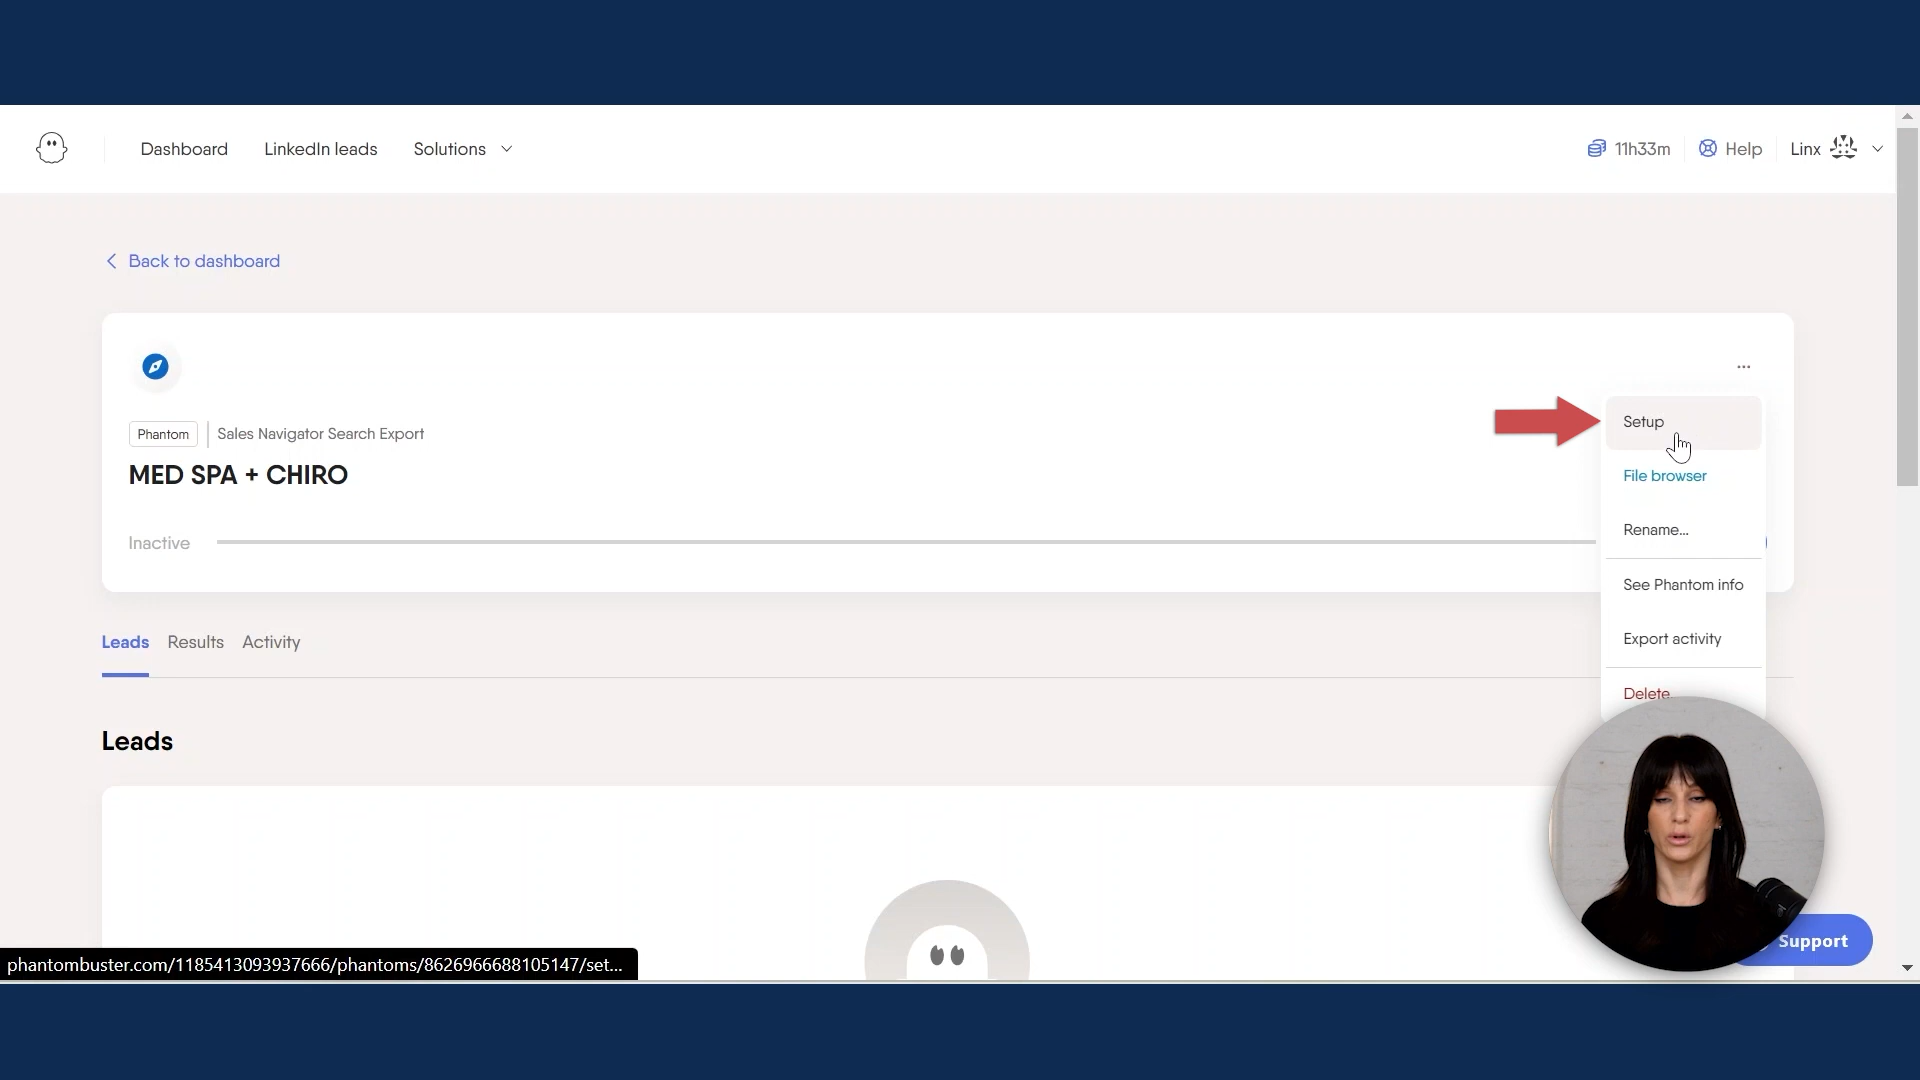 Dashboard
LinkedIn leads
Solutions
11h33m
Help
Linx
Back to dashboard
Phantom
Sales Navigator Search Export
MED SPA + CHIRO
Inactive
Setup
File browser
Rename...
See Phantom info
Export activity
Delete
Leads
Results
Activity
Leads
Support
phantombuster.com/1185413093937666/phantoms/8626966688105147/set...